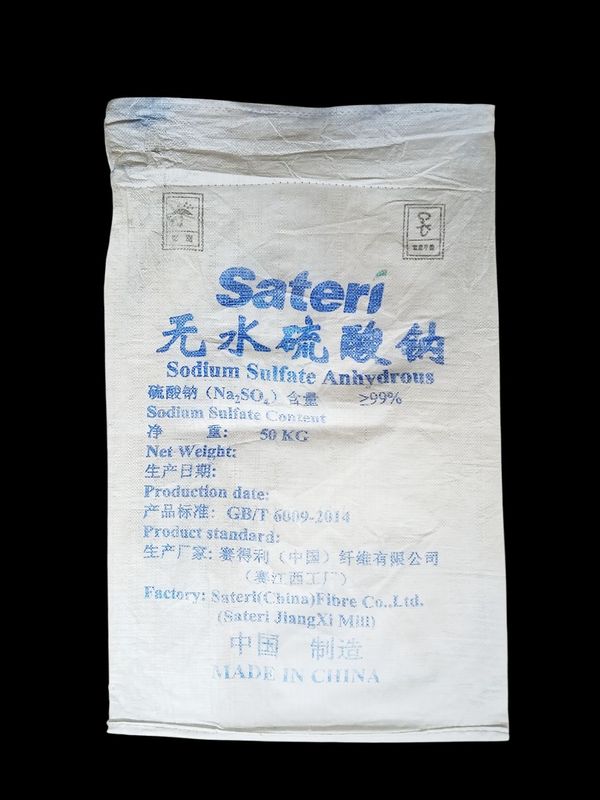 Sateri
无水硫酸钠
Sodium Sulfate Anhydrous
硫酸钠（Na₂SO₄）含量 ≥99%
Sodium Sulfate Content
净 重: 50 KG
Net Weight:
生产日期:
Production date:
产品标准: GB/T 6009-2014
Product standard:
生产厂家: 赛得利（中国）纤维有限公司
（赛江西工厂）
Factory: Sateri(China)Fibre Co.,Ltd.
(Sateri JiangXi Mill)
中国 制造
MADE IN CHINA